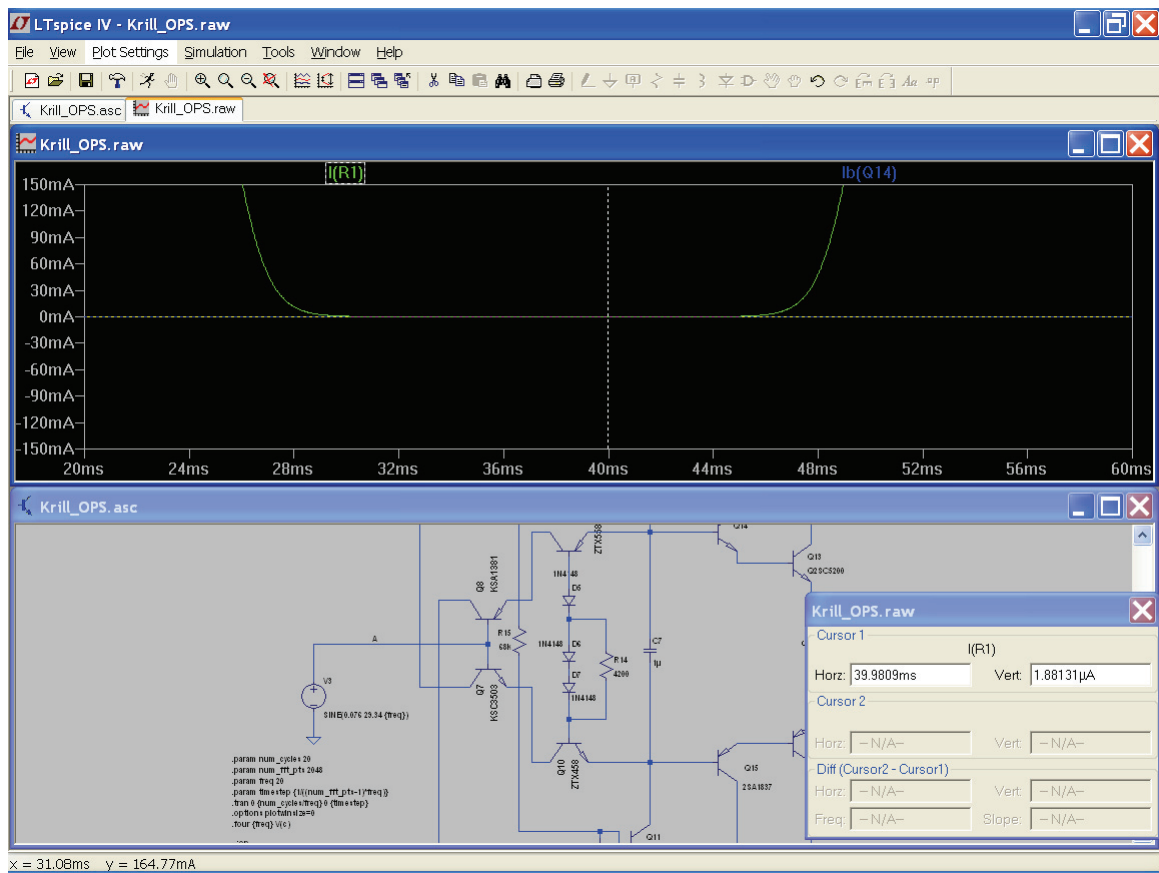 LTspice IV - Krill_OPS.raw
File View Plot Settings Simulation Tools Window Help
Krill_OPS.asc Krill_OPS.raw
Krill_OPS.raw
I(R1) Ib(Q14)
150mA
120mA
90mA
60mA
30mA
0mA
-30mA
-60mA
-90mA
-120mA
-150mA
20ms 24ms 28ms 32ms 36ms 40ms 44ms 48ms 52ms 56ms 60ms
Krill_OPS.asc
ZTX558
Q14
Q13
Q2SC5200
Q8
KSA1381
1N4148
D5
A
R15
68k
1N4148
D6
R14
4200
C7
1µ
D7
1N4148
Q7
KSC3503
V3
SINE(0.076 29.34 {freq})
Q10
ZTX458
Q15
2SA1837
Q11
.param num_cycles 20
.param num_fft_pts 2048
.param freq 20
.param timestep {1/((num_fft_pts-1)*freq)}
.tran 0 {num_cycles/freq} 0 {timestep}
.options plotwinsize=0
.four {freq} V(c)
Krill_OPS.raw
Cursor 1
I(R1)
Horz: 39.9809ms Vert: 1.88131µA
Cursor 2
Horz: -- N/A-- Vert: -- N/A--
Diff (Cursor2 - Cursor1)
Horz: -- N/A-- Vert: -- N/A--
Freq: -- N/A-- Slope: -- N/A--
x = 31.08ms y = 164.77mA